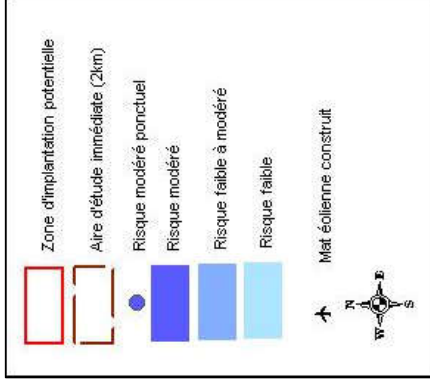 Zone d'implantation potentielle
Aire d'étude immédiate (2km)
Risque modéré ponctuel
Risque modéré
Risque faible à modéré
Risque faible
Mat éolienne construit
N
W E
S